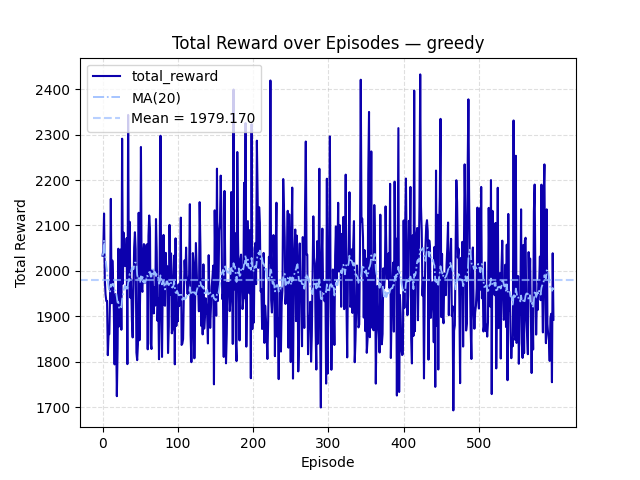 Total Reward over Episodes — greedy
total_reward
MA(20)
Mean = 1979.170
Total Reward
2400
2300
2200
2100
2000
1900
1800
1700
0 100 200 300 400 500
Episode